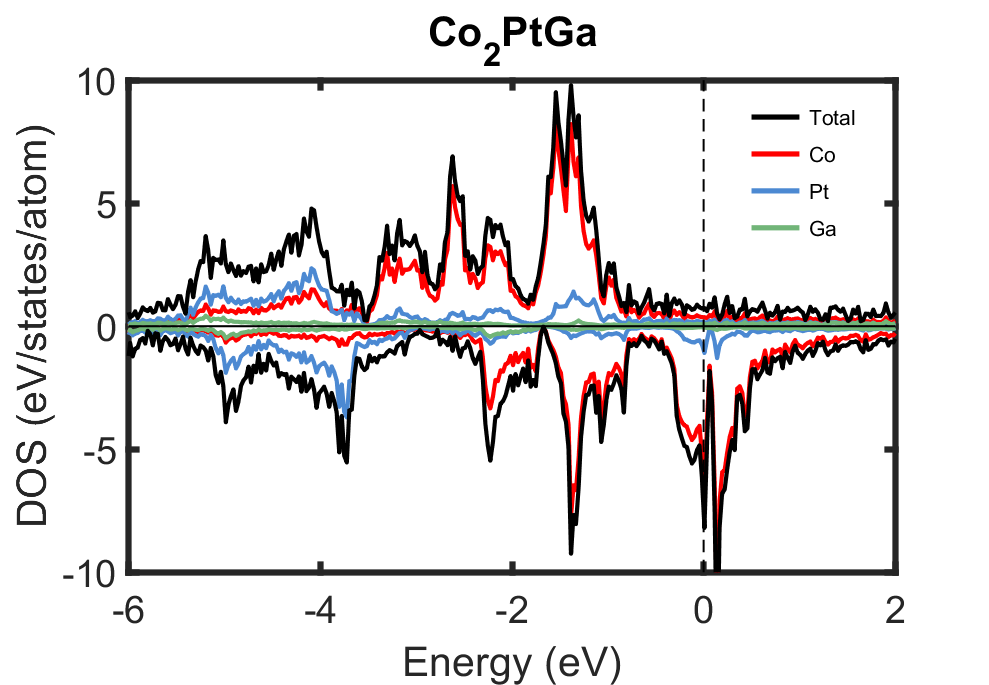 Co2PtGa
10
5
0
-5
-10
DOS (eV/states/atom)
Total
Co
Pt
Ga
-6 -4 -2 0 2
Energy (eV)